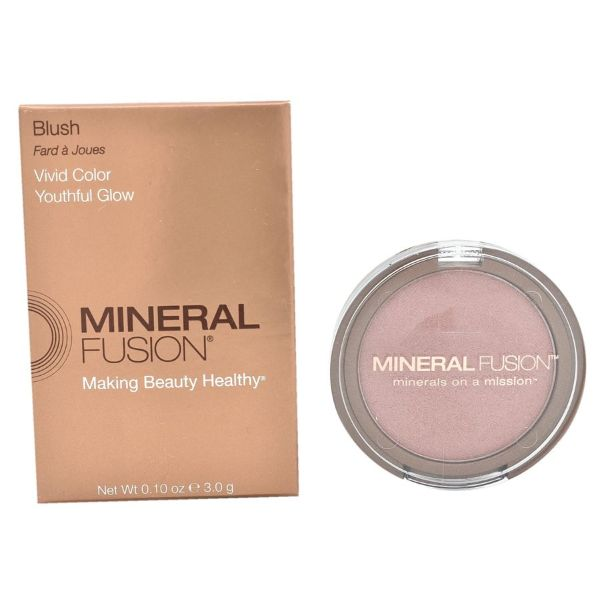 Blush
Fard à Joues
Vivid Color
Youthful Glow
MINERAL
FUSION®
Making Beauty Healthy®
Net Wt 0.10 oz ℮ 3.0 g
MINERAL FUSION™
minerals on a mission™